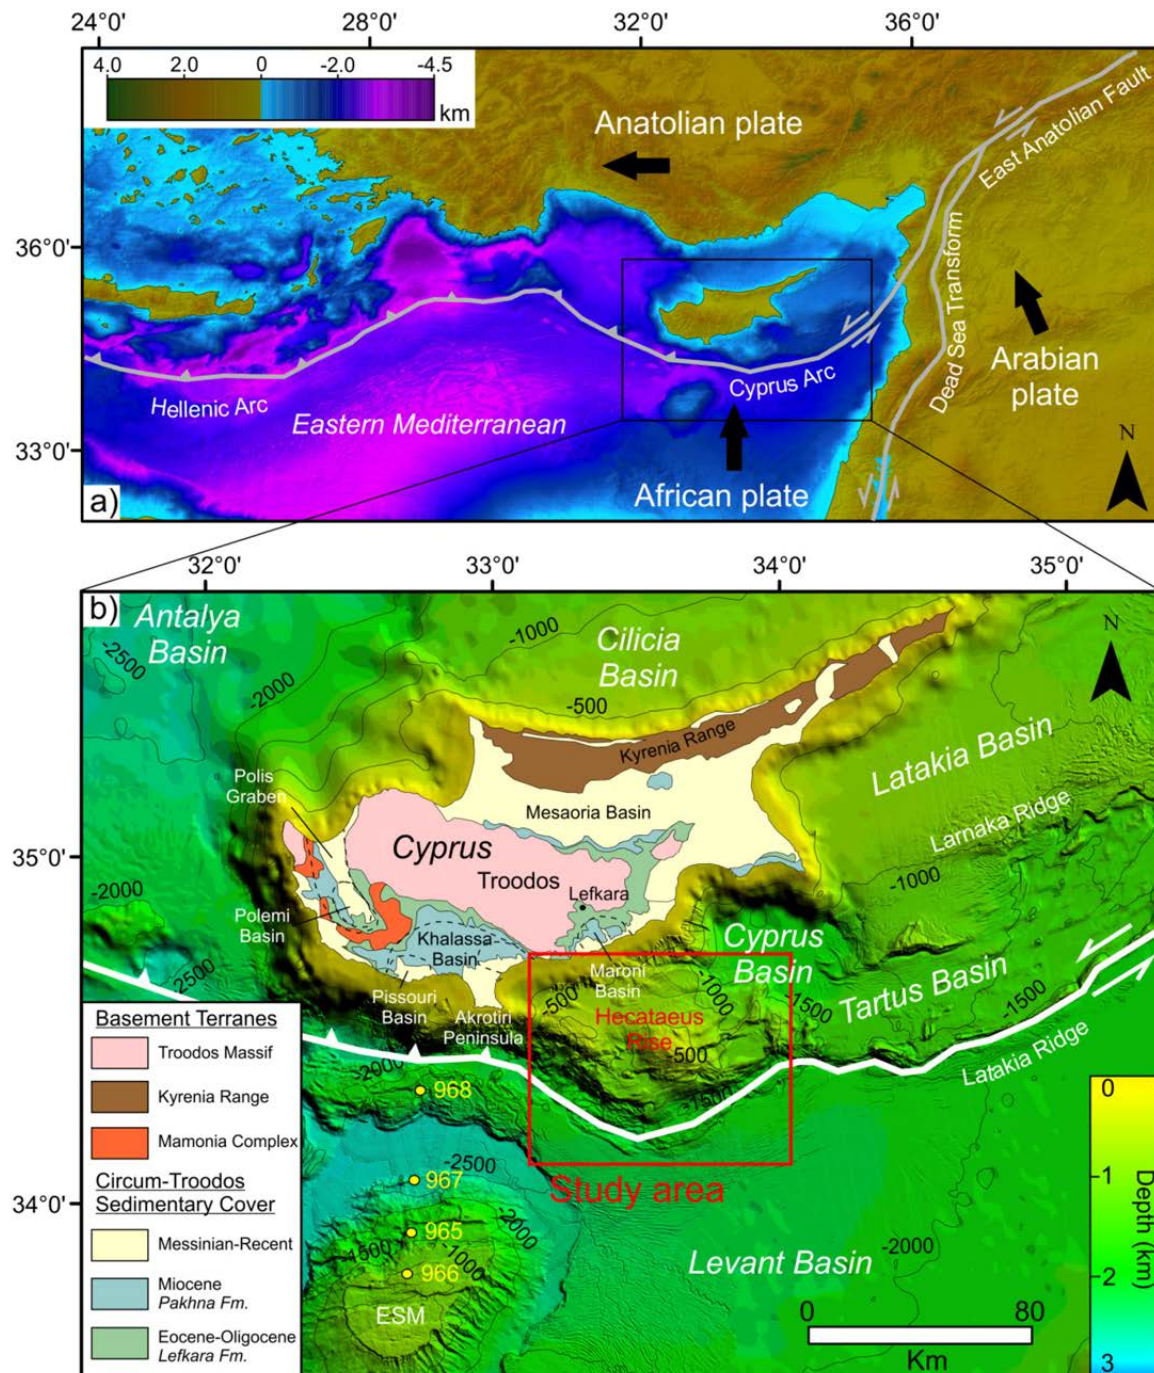 24°0'
28°0'
32°0'
36°0'
4.0
2.0
0
-2.0
-4.5
km
Anatolian plate
East Anatolian Fault
36°0'
Dead Sea Transform
Arabian
plate
Cyprus Arc
Hellenic Arc
Eastern Mediterranean
33°0'
N
African plate
a)
32°0'
33°0'
34°0'
35°0'
b)
Antalya
Basin
-2500
-1000
Cilicia
Basin
N
-2000
-500
Kyrenia Range
Latakia Basin
Polis
Graben
Mesaoria Basin
Larnaka Ridge
35°0'
Cyprus
Troodos
Lefkara
-1000
-2000
Polemi
Basin
Khalassa
Basin
Cyprus
Basin
Maroni
Basin
-1000
-500
-1500
Tartus Basin
-1500
2500
Pissouri
Basin
Akrotiri
Peninsula
Hecataeus
Rise
-500
Latakia Ridge
-2000
968
-1500
-2500
967
Study area
34°0'
-2000
965
-1500
-1000
966
ESM
Levant Basin
-2000
0
80
Km
Basement Terranes
Troodos Massif
Kyrenia Range
Mamonia Complex
Circum-Troodos
Sedimentary Cover
Messinian-Recent
Miocene
Pakhna Fm.
Eocene-Oligocene
Lefkara Fm.
0
1
2
3
Depth (km)